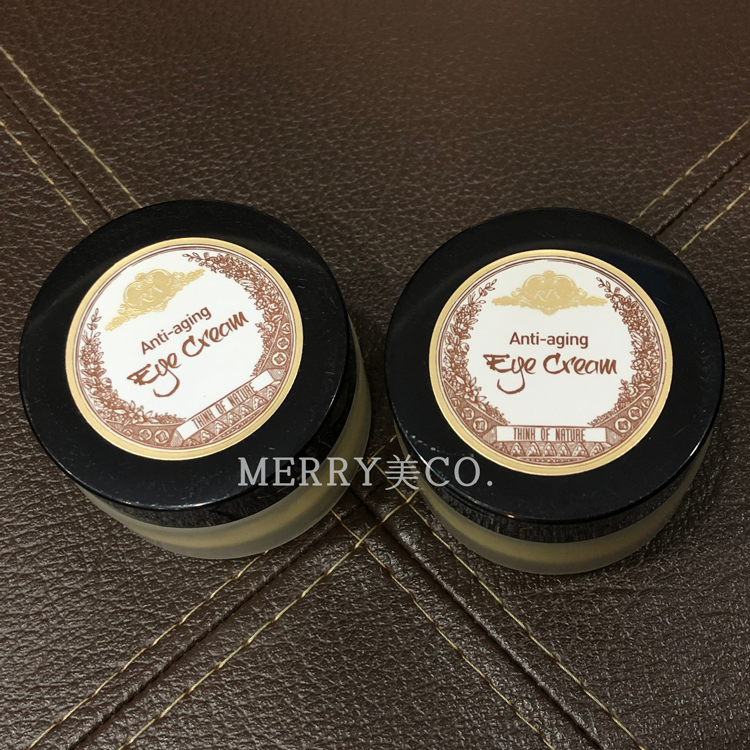 Anti-aging
Eye Cream
THINK OF NATURE
Anti-aging
Eye Cream
THINK OF NATURE
MERRY美CO.